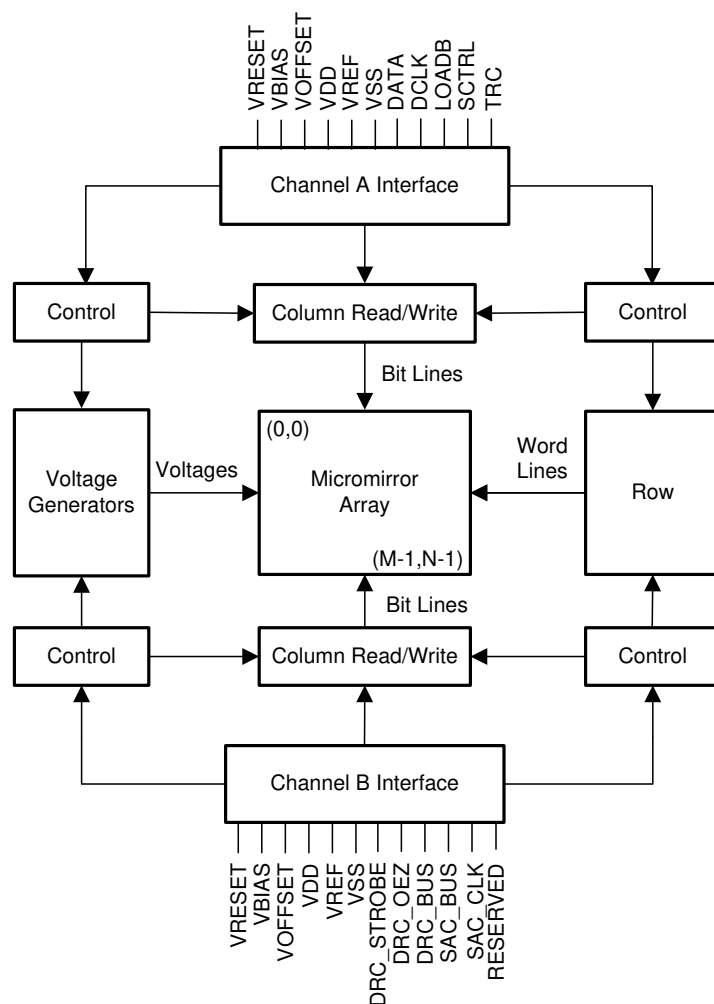 VRESET
VBIAS
VOFFSET
VDD
VREF
VSS
DATA
DCLK
LOADB
SCTRL
TRC
Channel A Interface
Control
Column Read/Write
Control
Bit Lines
(0,0)
Voltage
Generators
Voltages
Micromirror
Array
Word
Lines
Row
(M-1,N-1)
Bit Lines
Control
Column Read/Write
Control
Channel B Interface
VRESET
VBIAS
VOFFSET
VDD
VREF
VSS
DRC_STROBE
DRC_OEZ
DRC_BUS
SAC_BUS
SAC_CLK
RESERVED